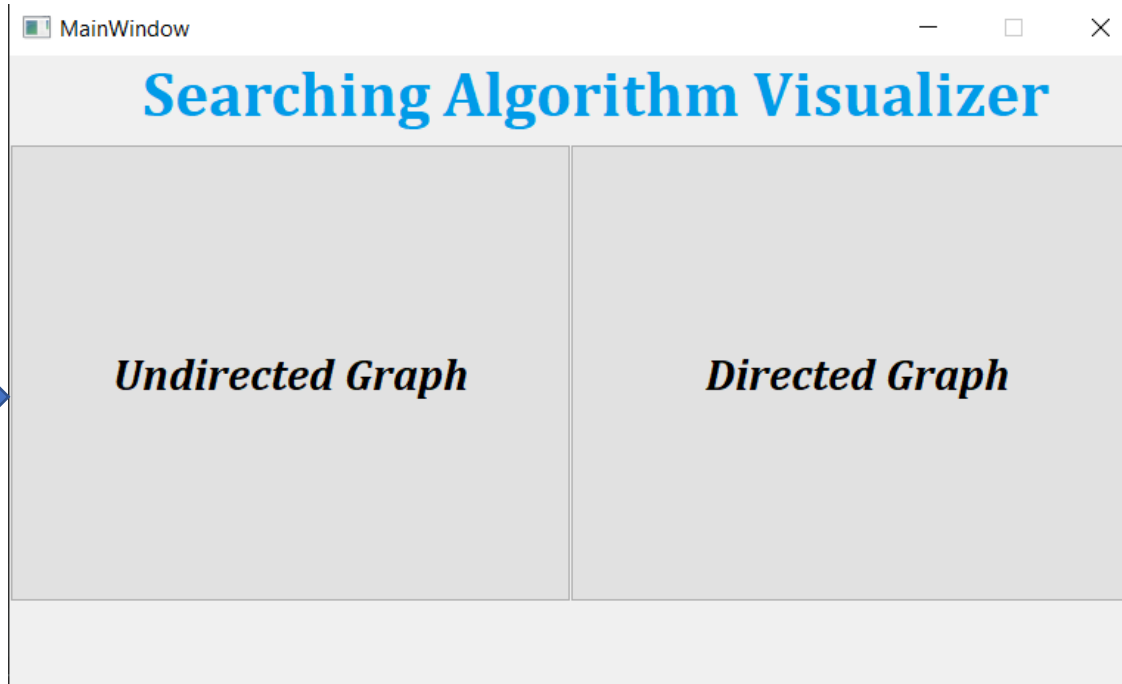 MainWindow
Searching Algorithm Visualizer
Undirected Graph
Directed Graph